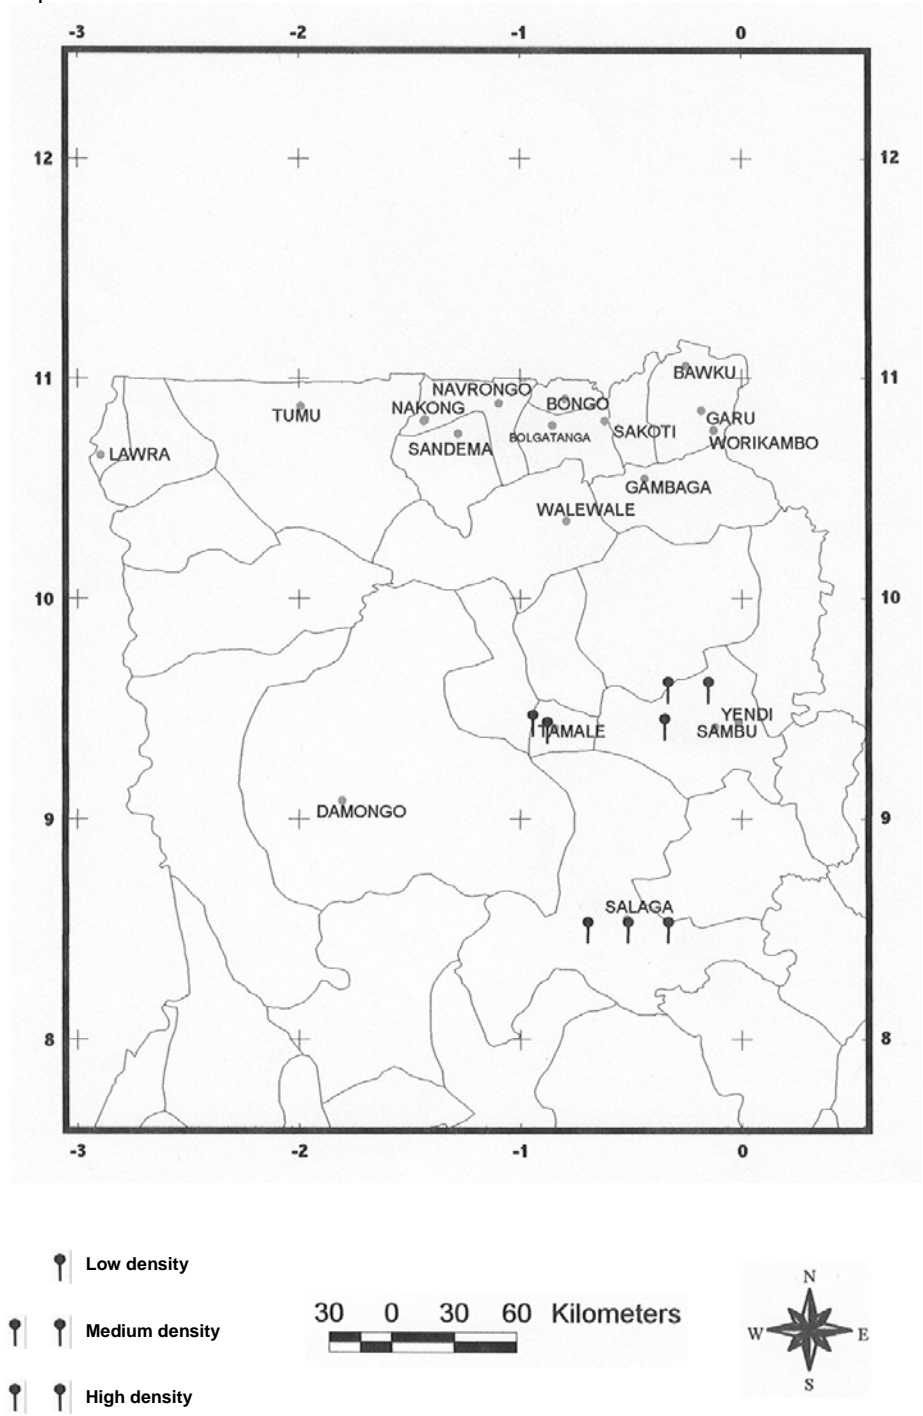 -3 -2 -1 0
12 12
11 11
BAWKU
NAVRONGO
BONGO
NAKONG
TUMU
GARU
SAKOTI
BOLGATANGA
WORIKAMBO
SANDEMA
LAWRA
GAMBAGA
WALEWALE
10 10
YENDI
TAMALE
SAMBU
DAMONGO
9 9
SALAGA
8 8
-3 -2 -1 0
Low density
Medium density
High density
30 0 30 60 Kilometers
N
W E
S